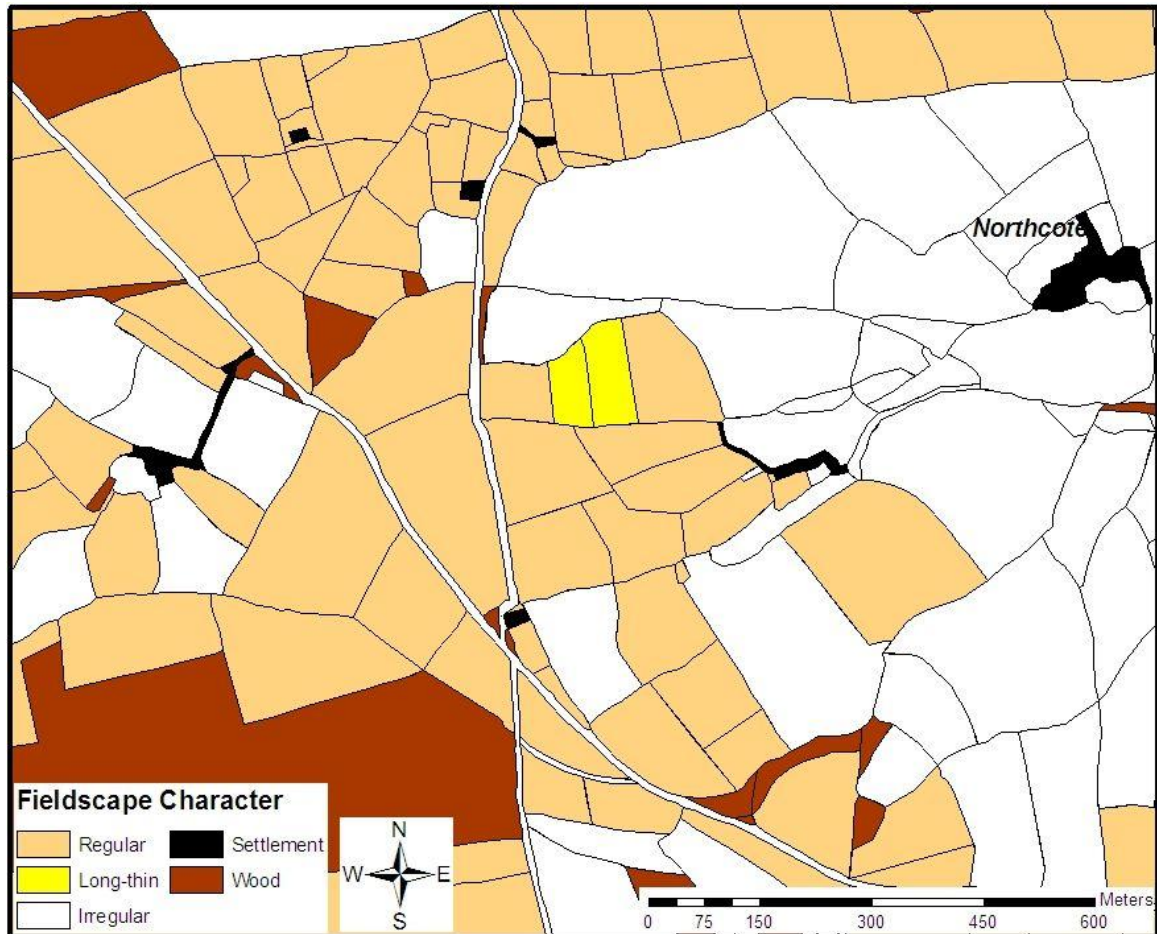 Northcote
Fieldscape Character
Regular
Settlement
Long-thin
Wood
Irregular
N
W E
S
Meters
0 75 150 300 450 600